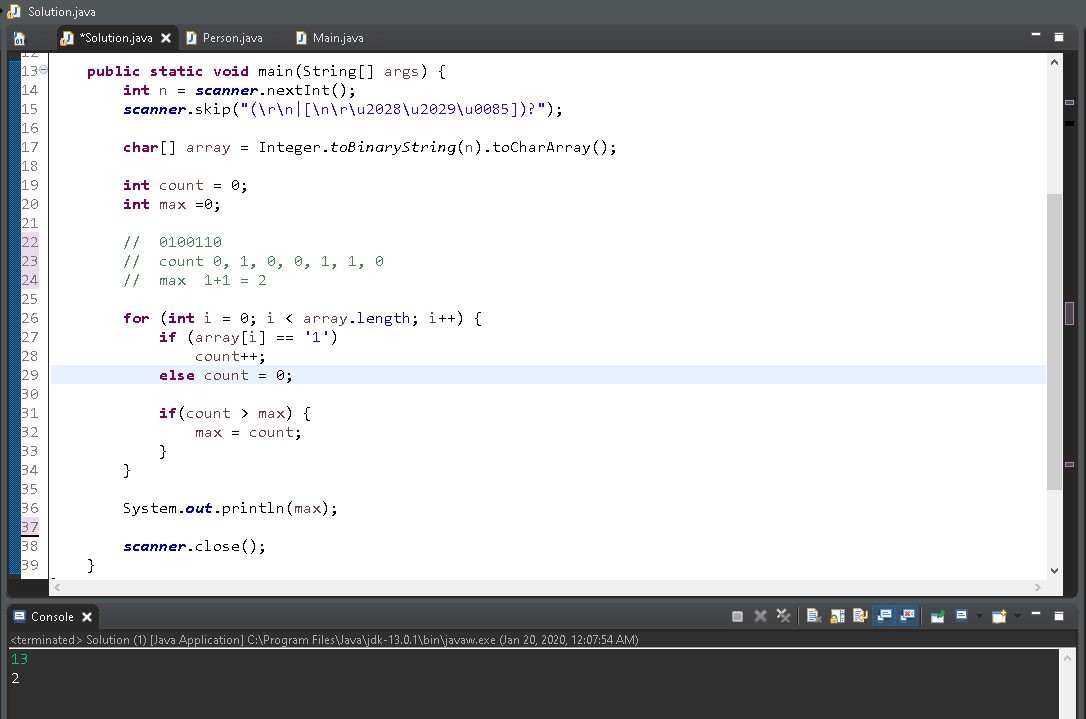 Solution.java
*Solution.java Person.java Main.java
12
13 public static void main(String[] args) {
14 int n = scanner.nextInt();
15 scanner.skip("(\r\n|[\n\r\u2028\u2029\u0085])?");
16
17 char[] array = Integer.toBinaryString(n).toCharArray();
18
19 int count = 0;
20 int max =0;
21
22 // 0100110
23 // count 0, 1, 0, 0, 1, 1, 0
24 // max 1+1 = 2
25
26 for (int i = 0; i < array.length; i++) {
27 if (array[i] == '1')
28 count++;
29 else count = 0;
30
31 if(count > max) {
32 max = count;
33 }
34 }
35
36 System.out.println(max);
37
38 scanner.close();
39 }
Console
<terminated> Solution (1) [Java Application] C:\Program Files\Java\jdk-13.0.1\bin\javaw.exe (Jan 20, 2020, 12:07:54 AM)
13
2